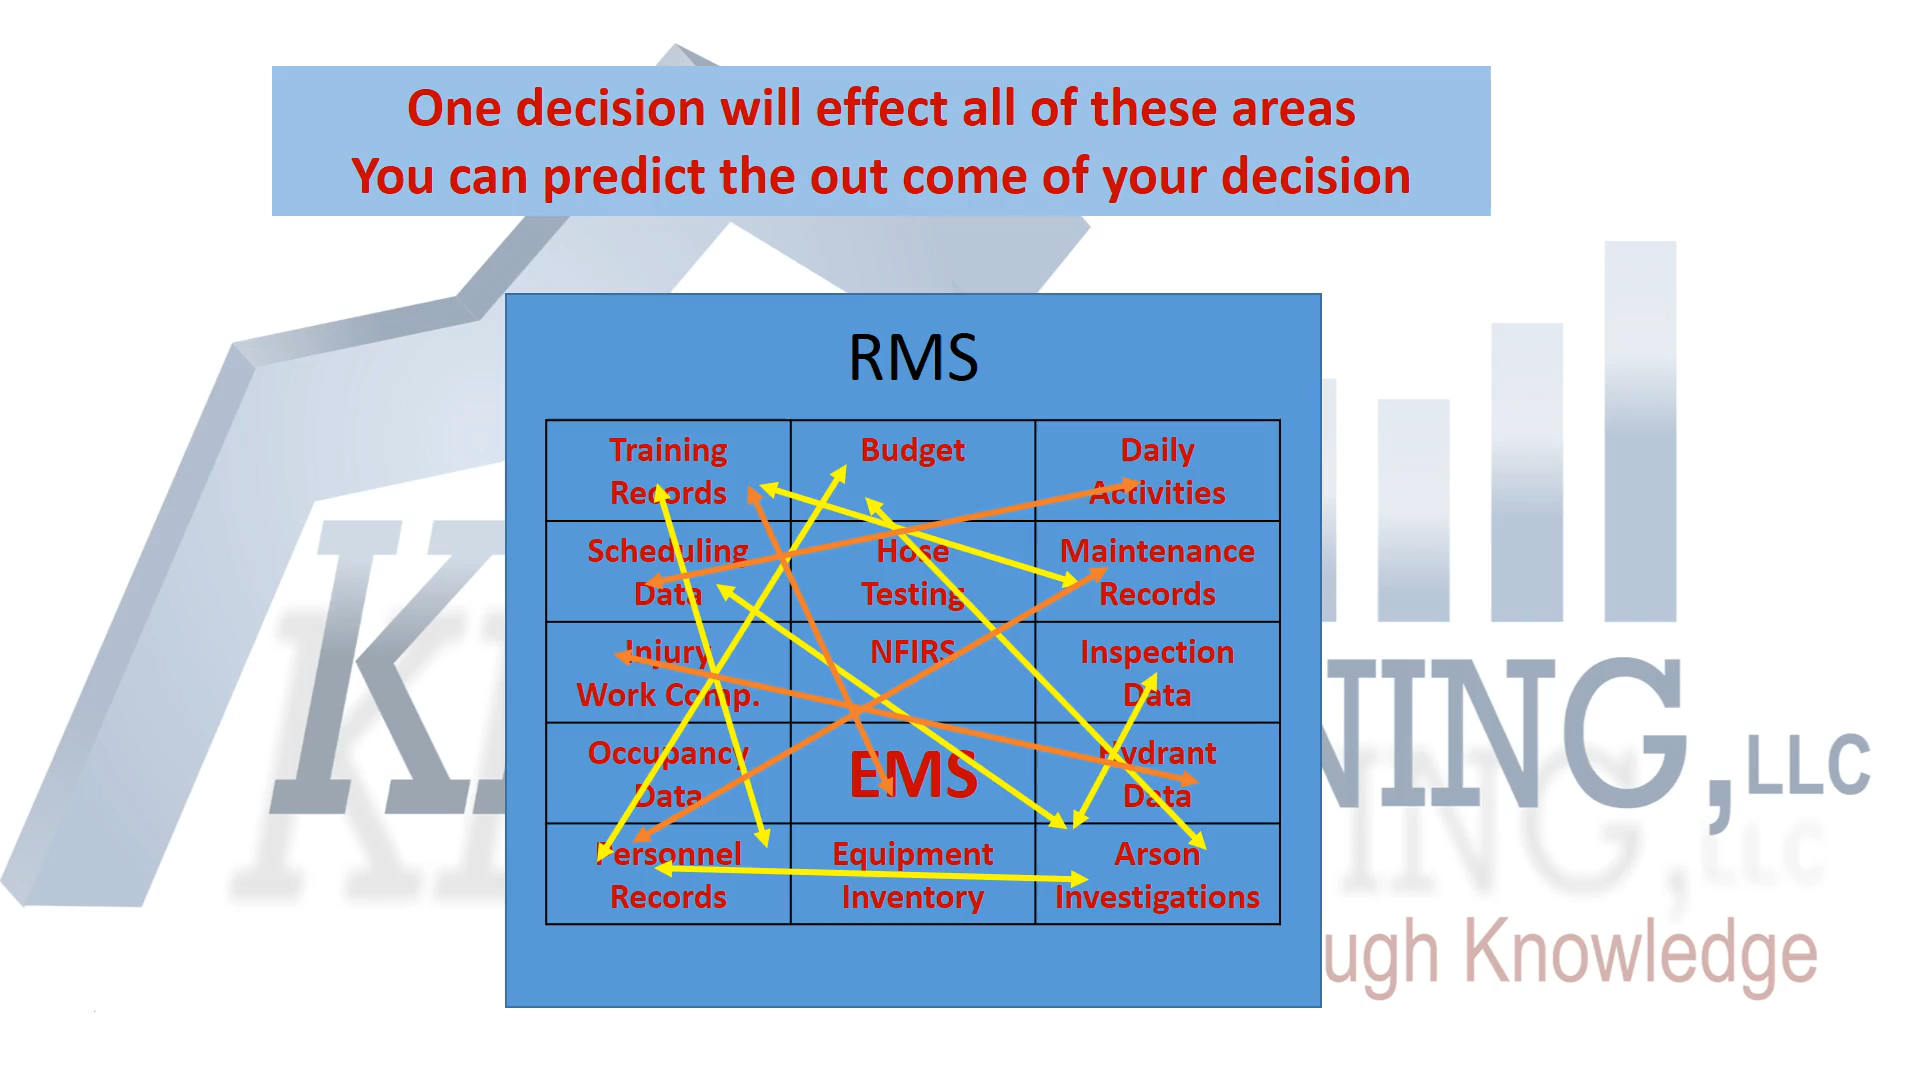 One decision will effect all of these areas
You can predict the out come of your decision
RMS
Training
Records
Budget
Daily
Activities
Scheduling
Data
Hose
Testing
Maintenance
Records
Injury
Work Comp.
NFIRS
Inspection
Data
Occupancy
Data
EMS
Hydrant
Data
Personnel
Records
Equipment
Inventory
Arson
Investigations
NING, LLC
ugh Knowledge